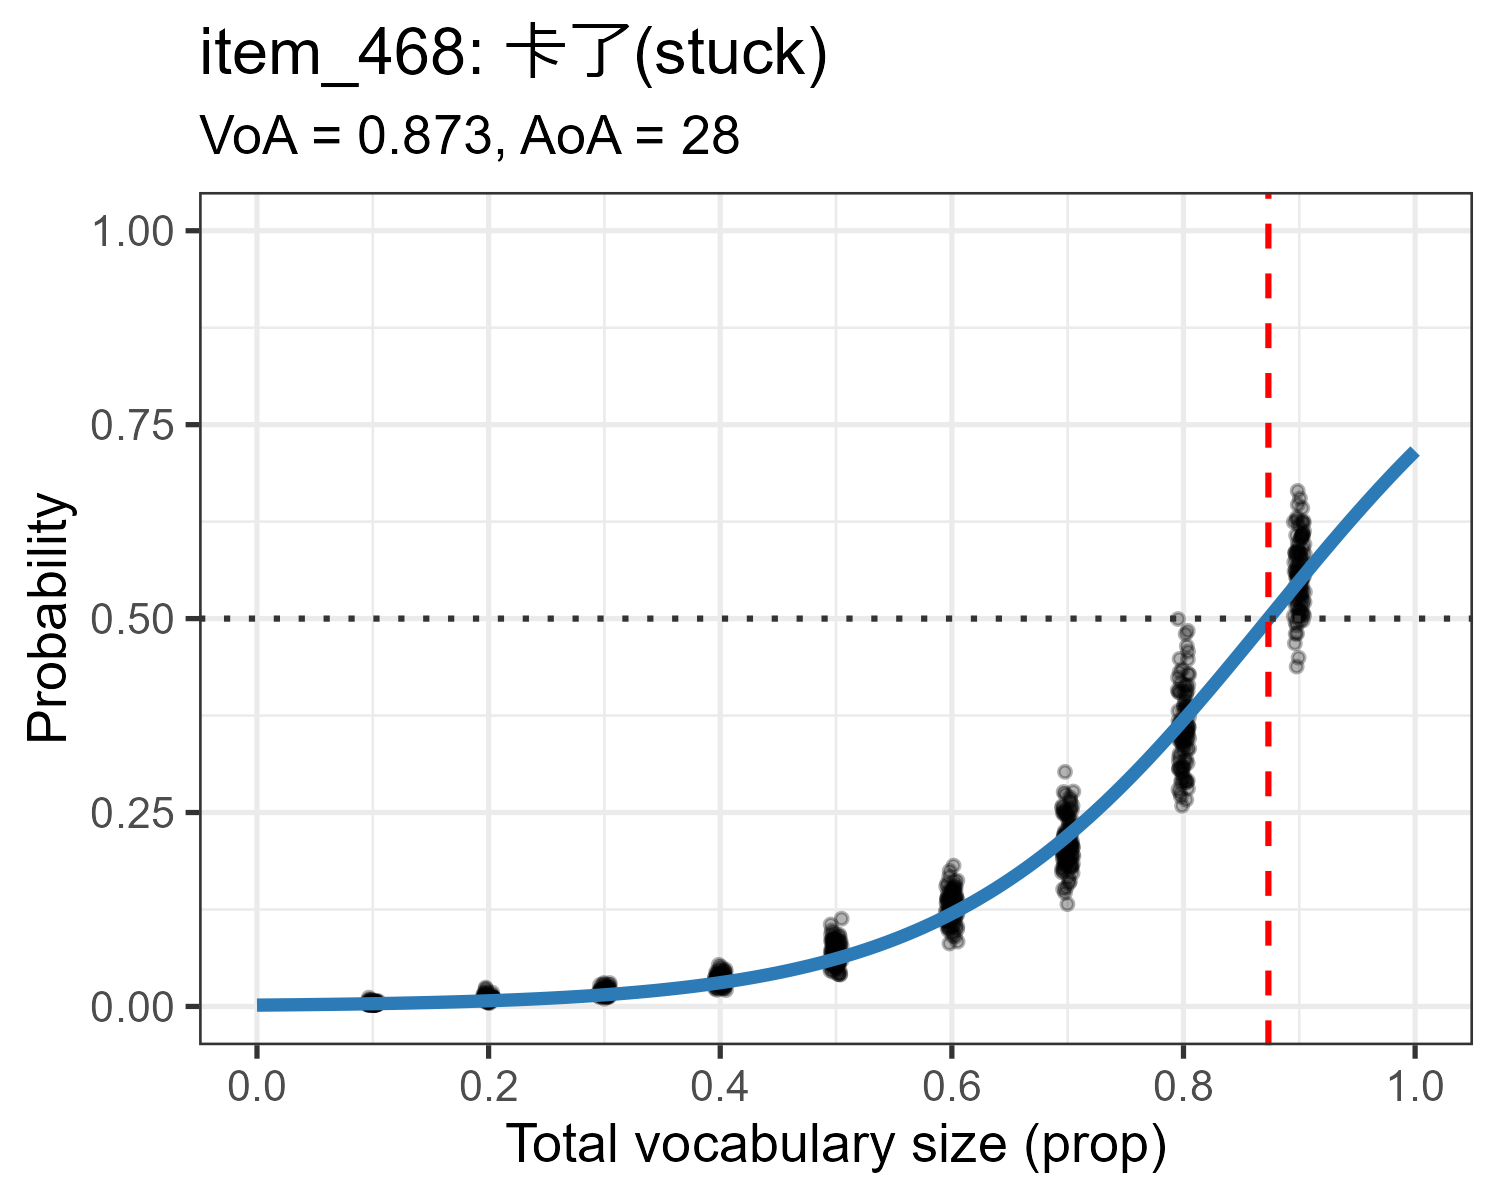 item_468: 卡了(stuck)
VoA = 0.873, AoA = 28
1.00
0.75
0.50
0.25
0.00
Probability
0.0 0.2 0.4 0.6 0.8 1.0
Total vocabulary size (prop)